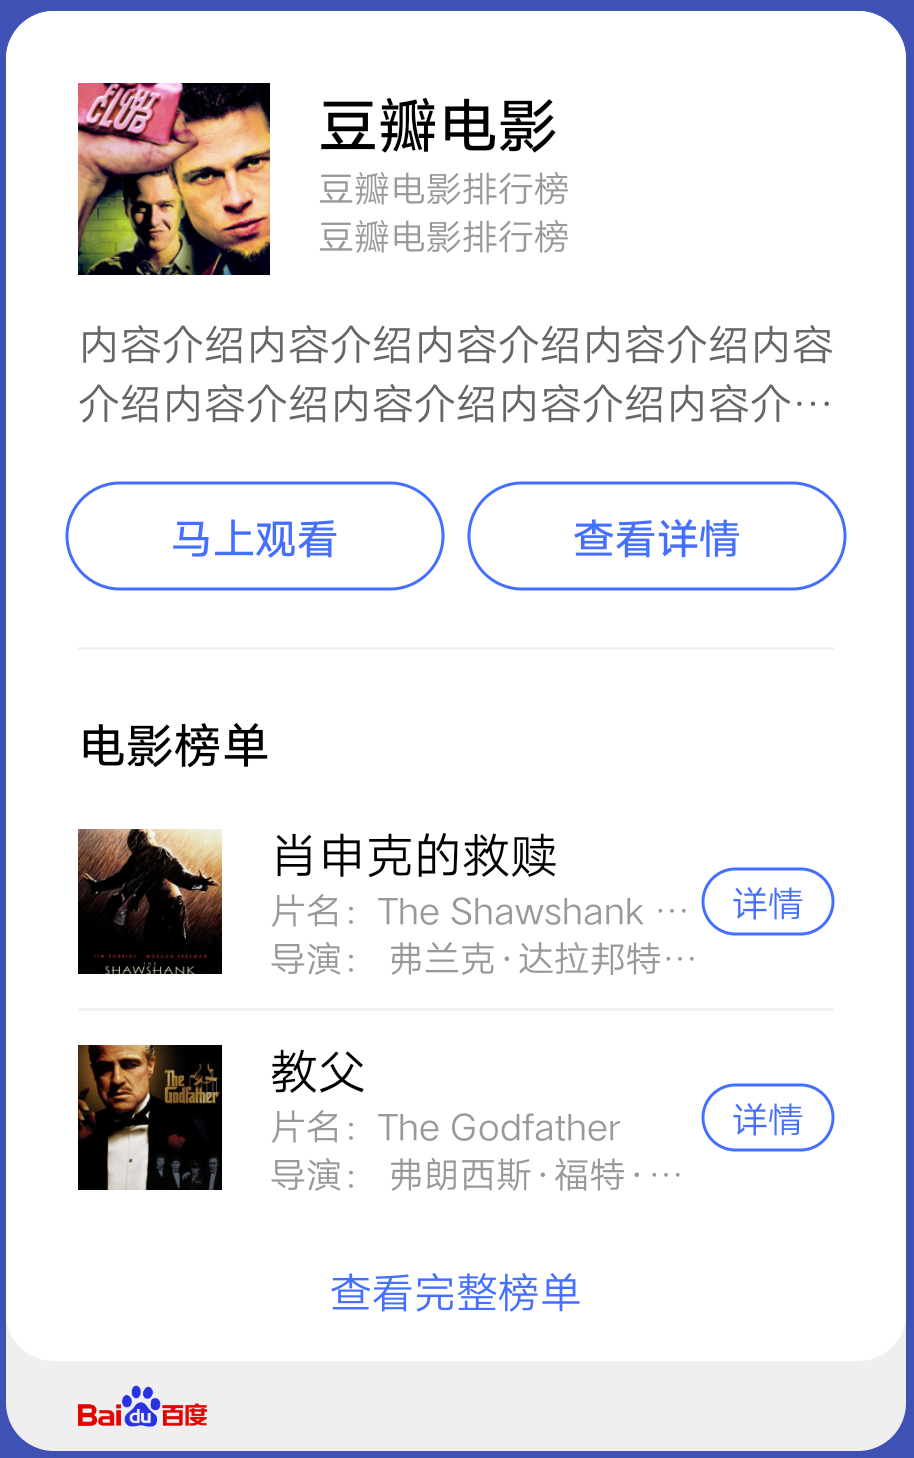 FIGHT
CLUB
豆瓣电影
豆瓣电影排行榜
豆瓣电影排行榜
内容介绍内容介绍内容介绍内容介绍内容
介绍内容介绍内容介绍内容介绍内容介…
马上观看
查看详情
电影榜单
肖申克的救赎
片名：The Shawshank …
导演： 弗兰克·达拉邦特…
详情
TIM ROBBINS MORGAN FREEMAN
THE
SHAWSHANK
教父
片名：The Godfather
导演： 弗朗西斯·福特·…
详情
The
Godfather
查看完整榜单
Bai du 百度